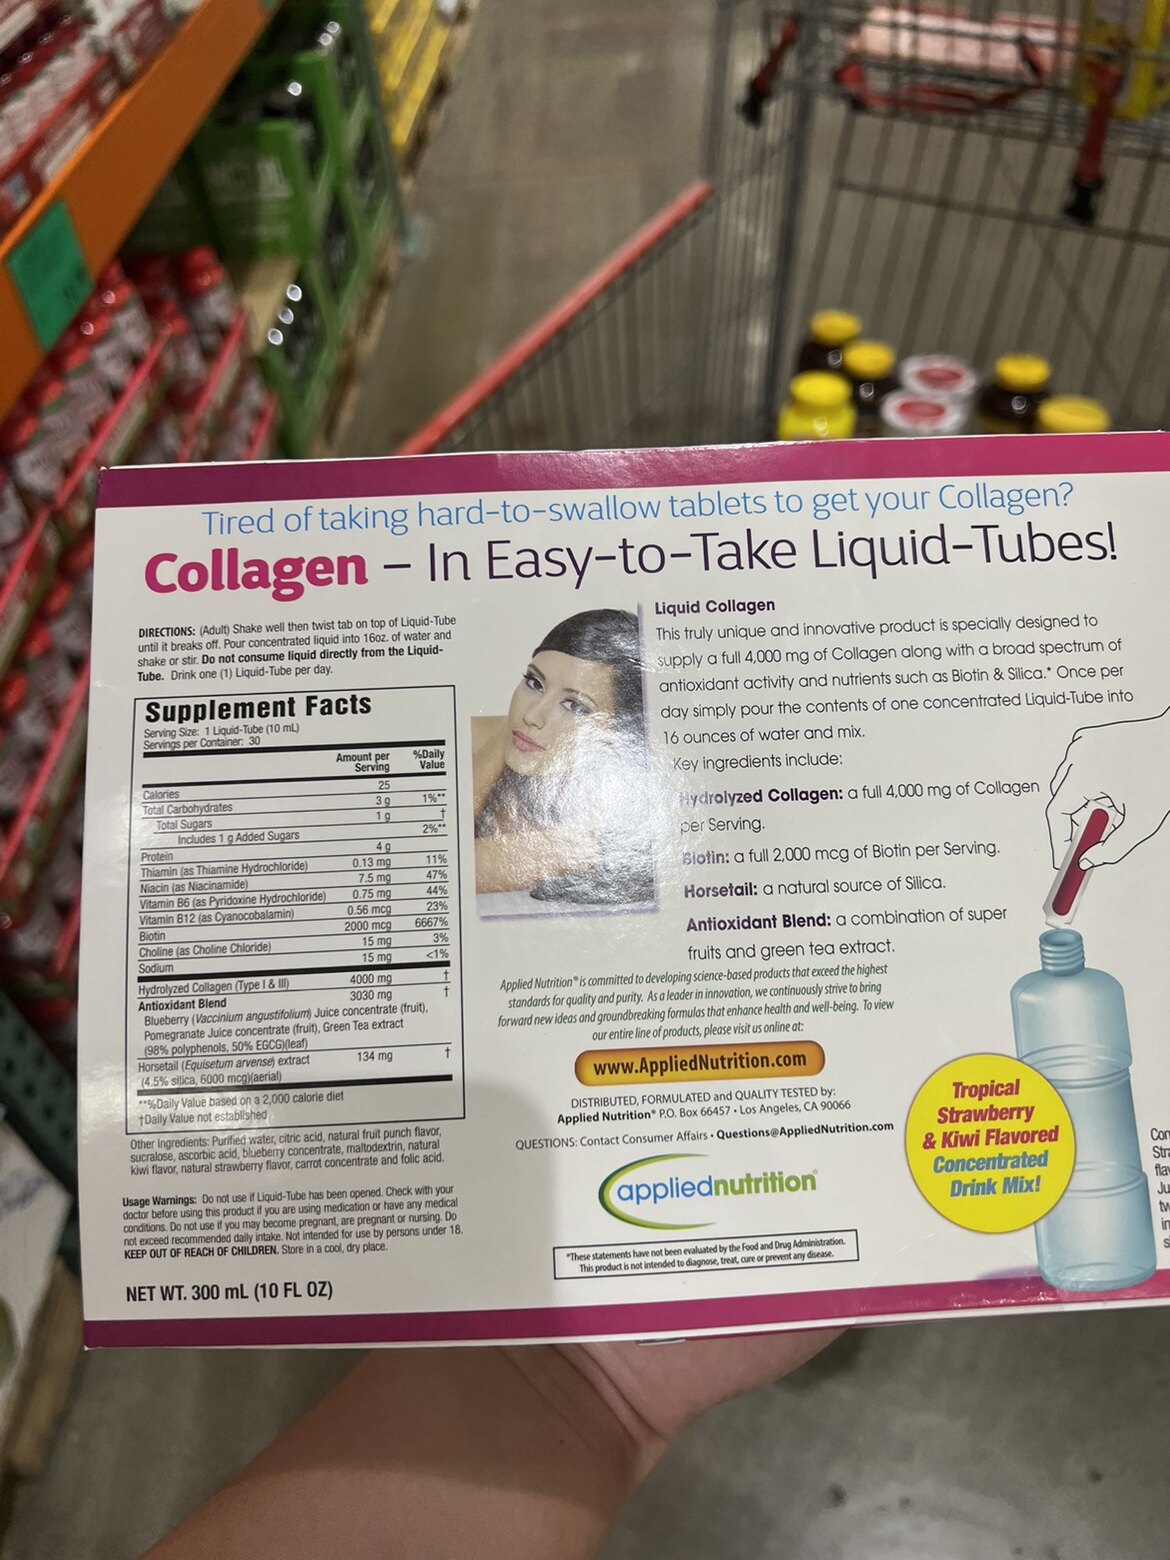 Tired of taking hard-to-swallow tablets to get your Collagen?
Collagen – In Easy-to-Take Liquid-Tubes!
DIRECTIONS: (Adult) Shake well then twist tab on top of Liquid-Tube
until it breaks off. Pour concentrated liquid into 16oz. of water and
shake or stir. Do not consume liquid directly from the Liquid-
Tube. Drink one (1) Liquid-Tube per day.
Supplement Facts
Serving Size: 1 Liquid-Tube (10 mL)
Servings per Container: 30
Amount per Serving %Daily Value
Calories 25
Total Carbohydrates 3 g 1%**
Total Sugars 1 g †
Includes 1 g Added Sugars 2%**
Protein 4 g
Thiamin (as Thiamine Hydrochloride) 0.13 mg 11%
Niacin (as Niacinamide) 7.5 mg 47%
Vitamin B6 (as Pyridoxine Hydrochloride) 0.75 mg 44%
Vitamin B12 (as Cyanocobalamin) 0.56 mcg 23%
Biotin 2000 mcg 6667%
Choline (as Choline Chloride) 15 mg 3%
Sodium 15 mg <1%
Hydrolyzed Collagen (Type I & III) 4000 mg †
Antioxidant Blend 3030 mg †
Blueberry (Vaccinium angustifolium) Juice concentrate (fruit),
Pomegranate Juice concentrate (fruit), Green Tea extract
(98% polyphenols, 50% EGCG)(leaf)
Horsetail (Equisetum arvense) extract 134 mg †
(4.5% silica, 6000 mcg)(aerial)
**%Daily Value based on a 2,000 calorie diet
†Daily Value not established
Other Ingredients: Purified water, citric acid, natural fruit punch flavor,
sucralose, ascorbic acid, blueberry concentrate, maltodextrin, natural
kiwi flavor, natural strawberry flavor, carrot concentrate and folic acid.
Usage Warnings: Do not use if Liquid-Tube has been opened. Check with your
doctor before using this product if you are using medication or have any medical
conditions. Do not use if you may become pregnant, are pregnant or nursing. Do
not exceed recommended daily intake. Not intended for use by persons under 18.
KEEP OUT OF REACH OF CHILDREN. Store in a cool, dry place.
NET WT. 300 mL (10 FL OZ)
Liquid Collagen
This truly unique and innovative product is specially designed to
supply a full 4,000 mg of Collagen along with a broad spectrum of
antioxidant activity and nutrients such as Biotin & Silica.* Once per
day simply pour the contents of one concentrated Liquid-Tube into
16 ounces of water and mix.
Key ingredients include:
Hydrolyzed Collagen: a full 4,000 mg of Collagen
per Serving.
Biotin: a full 2,000 mcg of Biotin per Serving.
Horsetail: a natural source of Silica.
Antioxidant Blend: a combination of super
fruits and green tea extract.
Applied Nutrition® is committed to developing science-based products that exceed the highest
standards for quality and purity. As a leader in innovation, we continuously strive to bring
forward new ideas and groundbreaking formulas that enhance health and well-being. To view
our entire line of products, please visit us online at:
www.AppliedNutrition.com
DISTRIBUTED, FORMULATED and QUALITY TESTED by:
Applied Nutrition® P.O. Box 66457 • Los Angeles, CA 90066
QUESTIONS: Contact Consumer Affairs • Questions@AppliedNutrition.com
appliednutrition®
*These statements have not been evaluated by the Food and Drug Administration.
This product is not intended to diagnose, treat, cure or prevent any disease.
Tropical
Strawberry
& Kiwi Flavored
Concentrated
Drink Mix!